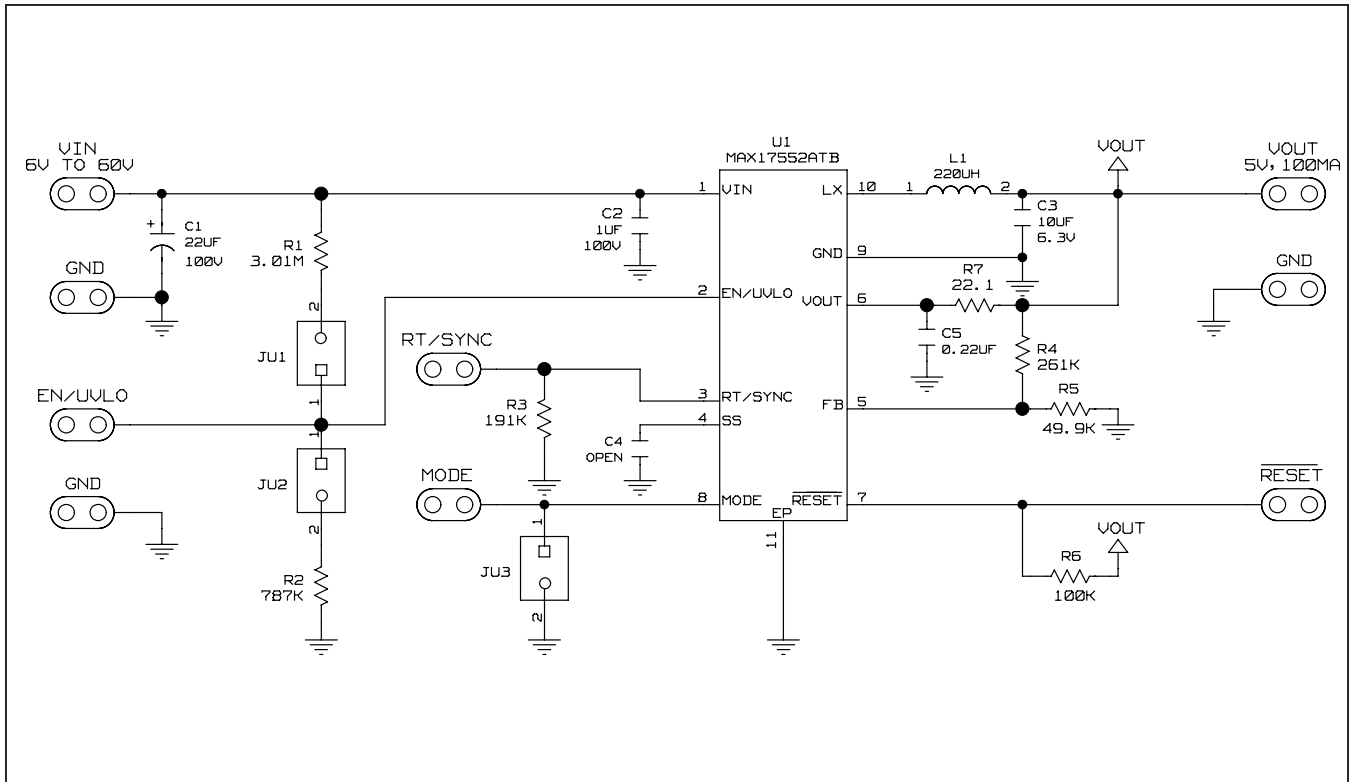 U1
MAX17552ATB
VIN
6V TO 60V
VOUT
L1
220UH
VOUT
5V, 100MA
1
VIN
LX
10
1
2
+
C1
22UF
100V
R1
3.01M
C2
1UF
100V
C3
10UF
6.3V
GND
9
GND
R7
22.1
GND
2
EN/UVLO
VOUT
6
2
JU1
1
RT/SYNC
C5
0.22UF
R4
261K
EN/UVLO
3
RT/SYNC
R3
191K
4
SS
FB
5
R5
49.9K
1
JU2
2
C4
OPEN
GND
MODE
8
MODE
RESET
7
RESET
EP
11
1
JU3
2
VOUT
R6
100K
R2
787K